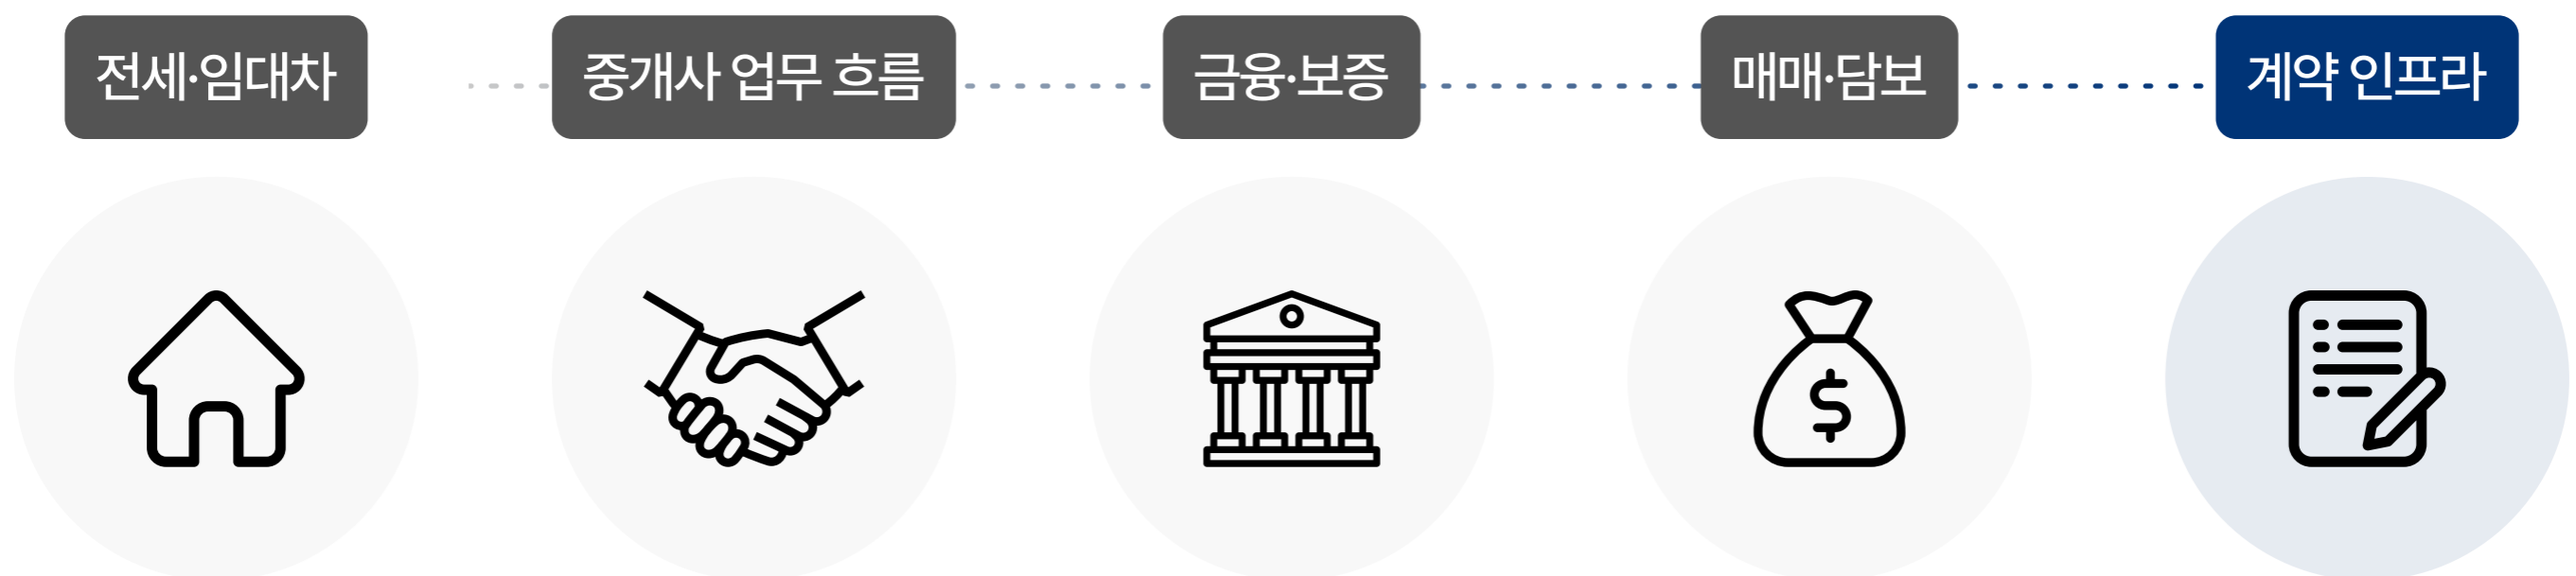 전세·임대차
중개사 업무 흐름
금융·보증
매매·담보
계약 인프라
$